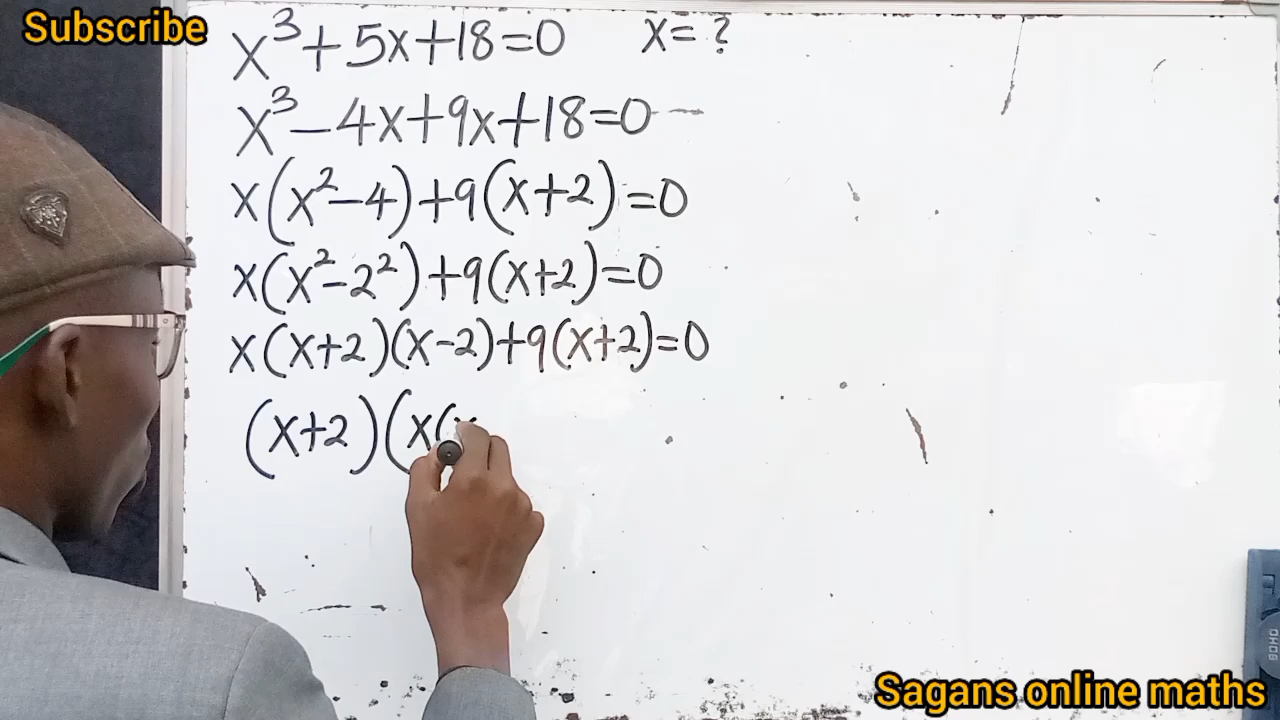 Subscribe
x³+5x+18=0 x=?
x³-4x+9x+18=0
x(x²-4)+9(x+2)=0
x(x²-2²)+9(x+2)=0
x(x+2)(x-2)+9(x+2)=0
(x+2)(x(x
Sagans online maths